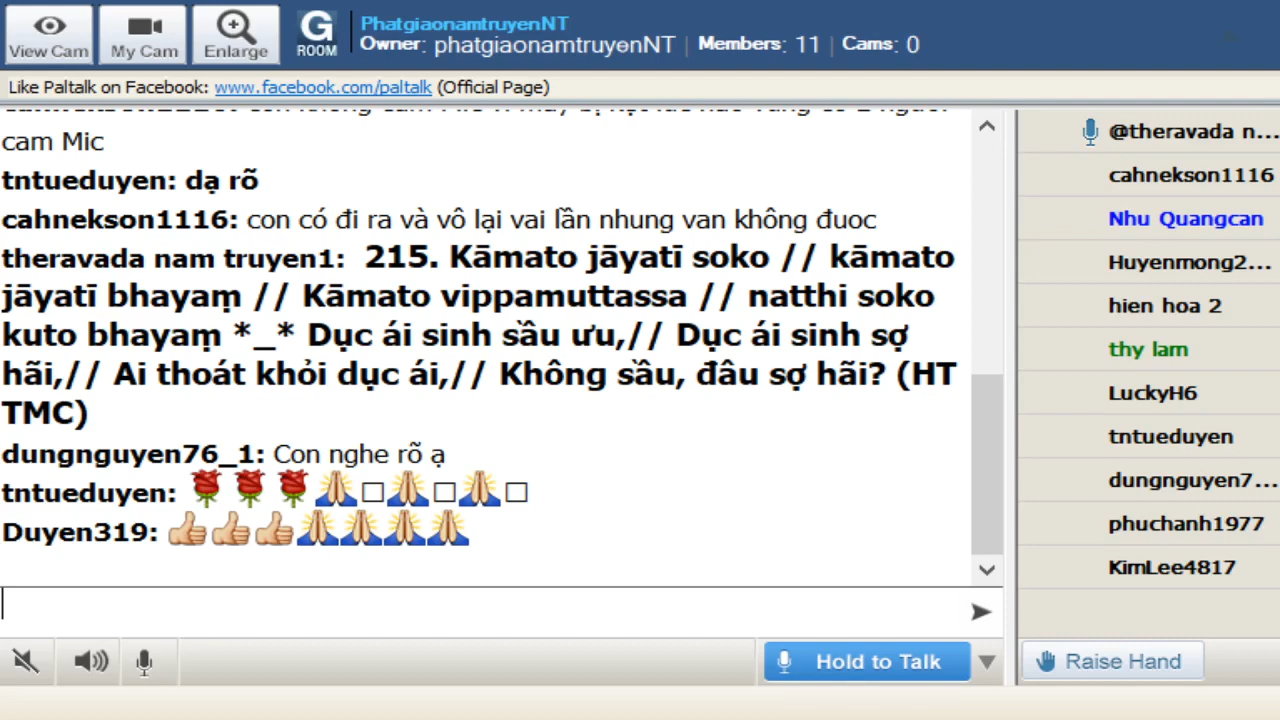 View Cam
My Cam
Enlarge
G
ROOM
PhatgiaonamtruyenNT
Owner: phatgiaonamtruyenNT | Members: 11 | Cams: 0
Like Paltalk on Facebook: www.facebook.com/paltalk (Official Page)
cam Mic
tntueduyen: dạ rõ
cahnekson1116: con có đi ra và vô lại vai lần nhung van không đuoc
theravada nam truyen1: 215. Kāmato jāyatī soko // kāmato
jāyatī bhayaṃ // Kāmato vippamuttassa // natthi soko
kuto bhayaṃ *_* Dục ái sinh sầu ưu,// Dục ái sinh sợ
hãi,// Ai thoát khỏi dục ái,// Không sầu, đâu sợ hãi? (HT
TMC)
dungnguyen76_1: Con nghe rõ ạ
tntueduyen: 🌹🌹🌹🙏□🙏□🙏□
Duyen319: 👍👍👍🙏🙏🙏🙏
Hold to Talk
@theravada n...
cahnekson1116
Nhu Quangcan
Huyenmong2...
hien hoa 2
thy lam
LuckyH6
tntueduyen
dungnguyen7...
phuchanh1977
KimLee4817
Raise Hand